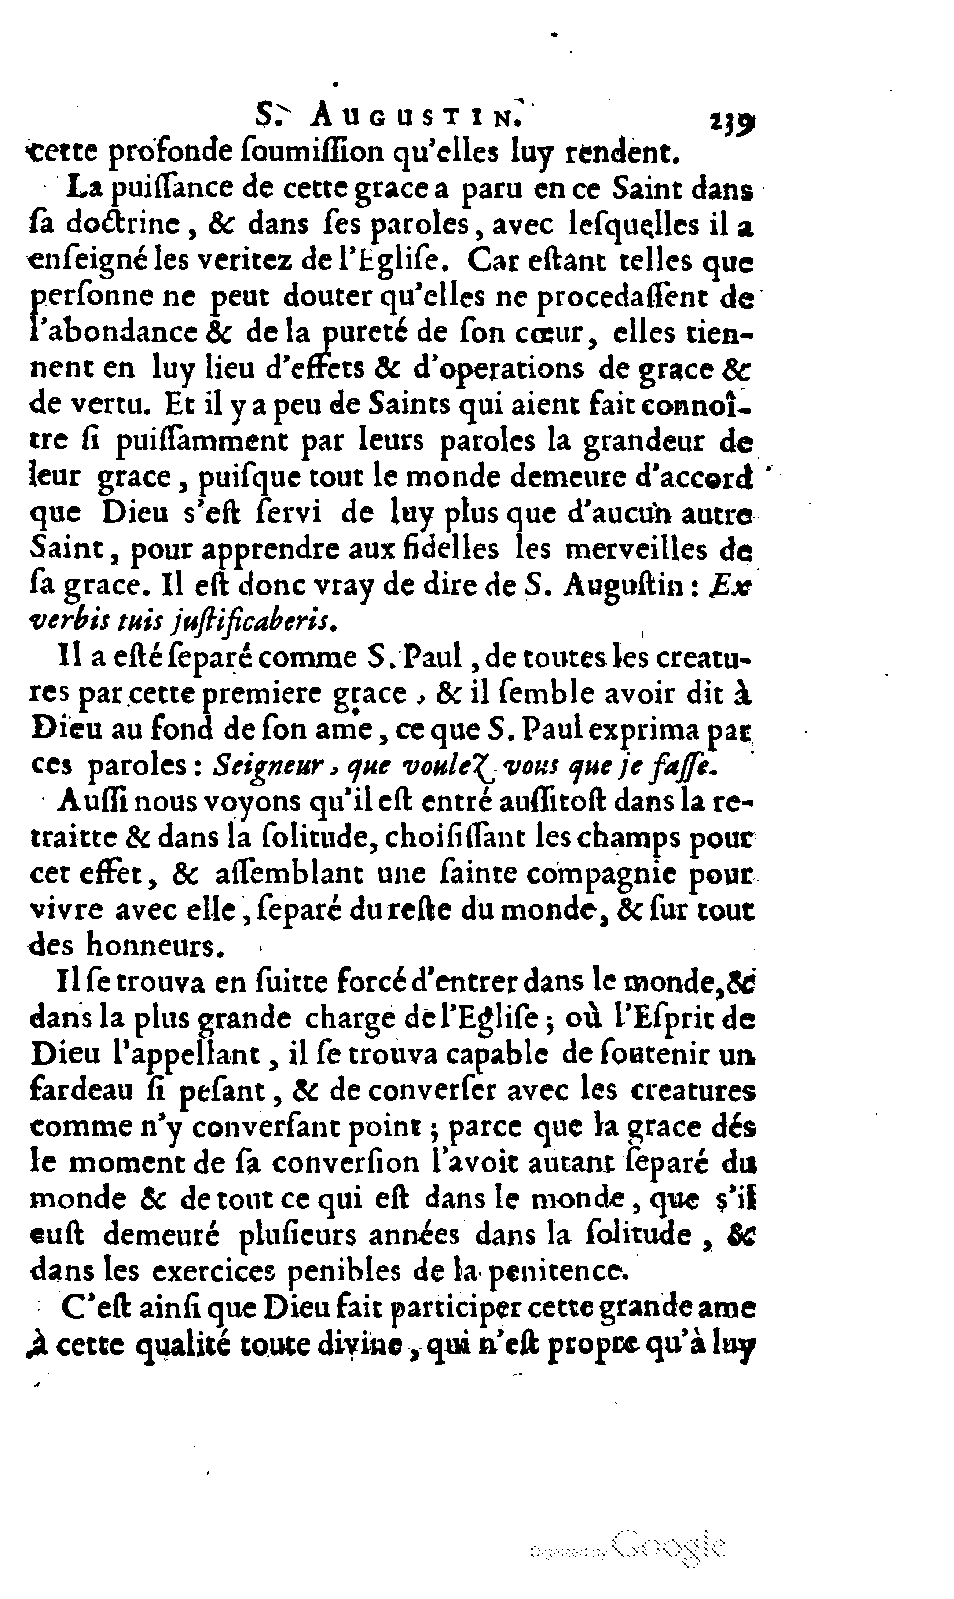 S. AUGUSTIN. 239
cette profonde ſoumiſſion qu'elles luy rendent.
La puiſſance de cette grace a paru en ce Saint dans
ſa doctrine, & dans ſes paroles, avec leſquelles il a
enſeigné les veritez de l'Egliſe. Car eſtant telles que
perſonne ne peut douter qu'elles ne procedaſſent de
l'abondance & de la pureté de ſon cœur, elles tien-
nent en luy lieu d'effets & d'operations de grace &
de vertu. Et il y a peu de Saints qui aient fait connoî-
tre ſi puiſſamment par leurs paroles la grandeur de
leur grace, puiſque tout le monde demeure d'accord
que Dieu s'eſt ſervi de luy plus que d'aucun autre
Saint, pour apprendre aux fidelles les merveilles de
ſa grace. Il eſt donc vray de dire de S. Auguſtin: Ex
verbis tuis juſtificaberis.
Il a eſté ſeparé comme S. Paul, de toutes les creatu-
res par cette premiere grace, & il ſemble avoir dit à
Dieu au fond de ſon ame, ce que S. Paul exprima par
ces paroles: Seigneur, que voulez vous que je faſſe.
Auſſi nous voyons qu'il eſt entré auſſitoſt dans la re-
traitte & dans la ſolitude, choiſiſſant les champs pour
cet effet, & aſſemblant une ſainte compagnie pour
vivre avec elle, ſeparé du reſte du monde, & ſur tout
des honneurs.
Il ſe trouva en ſuitte forcé d'entrer dans le monde, &
dans la plus grande charge de l'Egliſe; où l'Eſprit de
Dieu l'appellant, il ſe trouva capable de ſoutenir un
fardeau ſi peſant, & de converſer avec les creatures
comme n'y converſant point; parce que la grace dés
le moment de ſa converſion l'avoit autant ſeparé du
monde & de tout ce qui eſt dans le monde, que s'il
euſt demeuré pluſieurs années dans la ſolitude, &
dans les exercices penibles de la penitence.
C'eſt ainſi que Dieu fait participer cette grande ame
à cette qualité toute divine, qui n'eſt propre qu'à luy
Digitized by Google